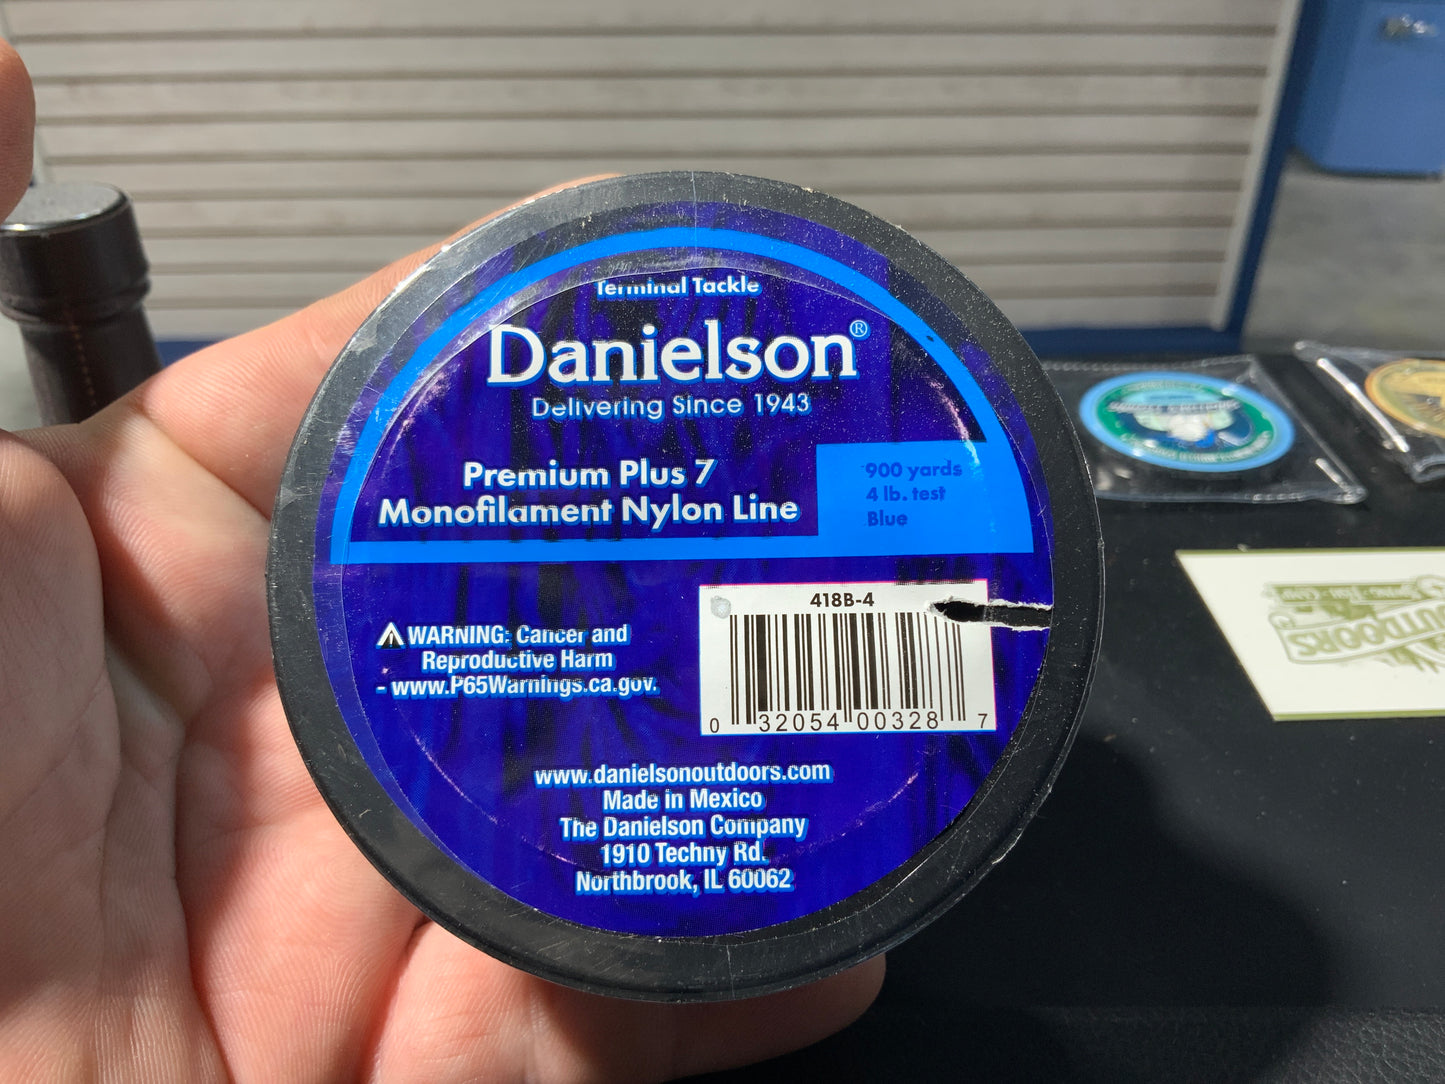 Terminal Tackle
Danielson®
Delivering Since 1943
Premium Plus 7
Monofilament Nylon Line
900 yards
4 lb. test
Blue
418B-4
0 32054 00328 7
WARNING: Cancer and
Reproductive Harm
- www.P65Warnings.ca.gov.
www.danielsonoutdoors.com
Made in Mexico
The Danielson Company
1910 Techny Rd.
Northbrook, IL 60062
OUTDOORS